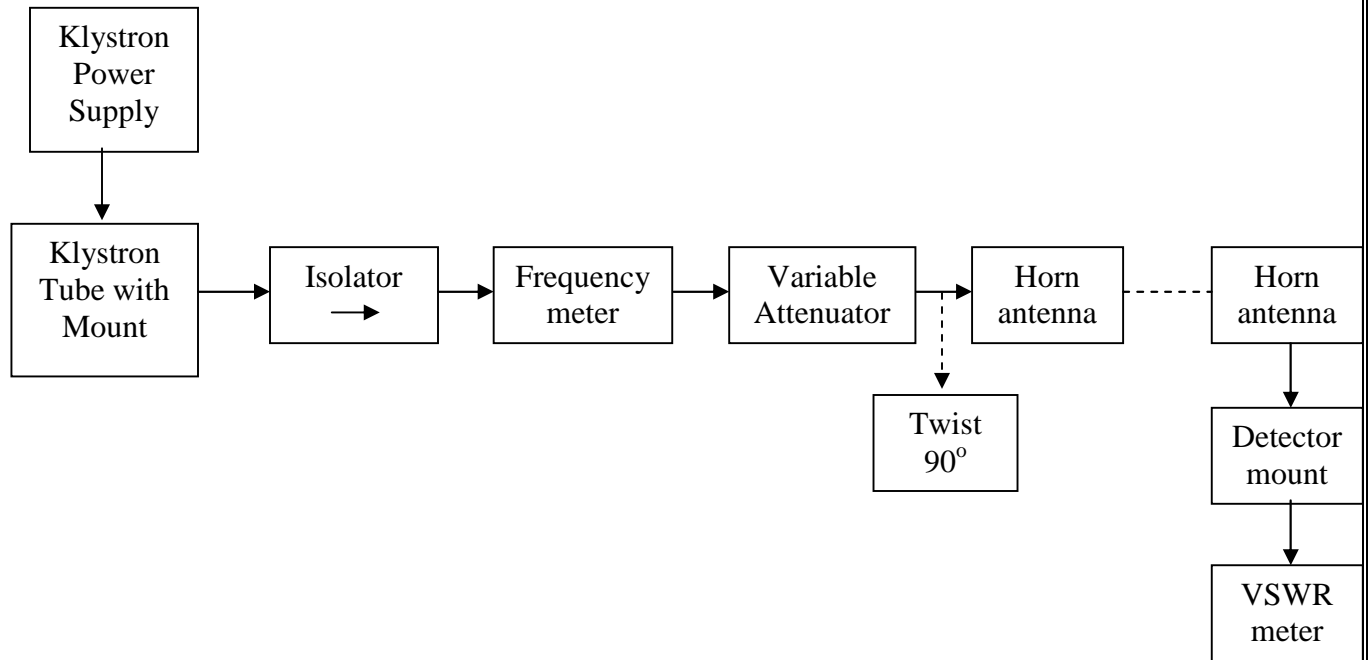 Klystron
Power
Supply
Klystron
Tube with
Mount
Isolator
Frequency
meter
Variable
Attenuator
Horn
antenna
Horn
antenna
Twist
90°
Detector
mount
VSWR
meter